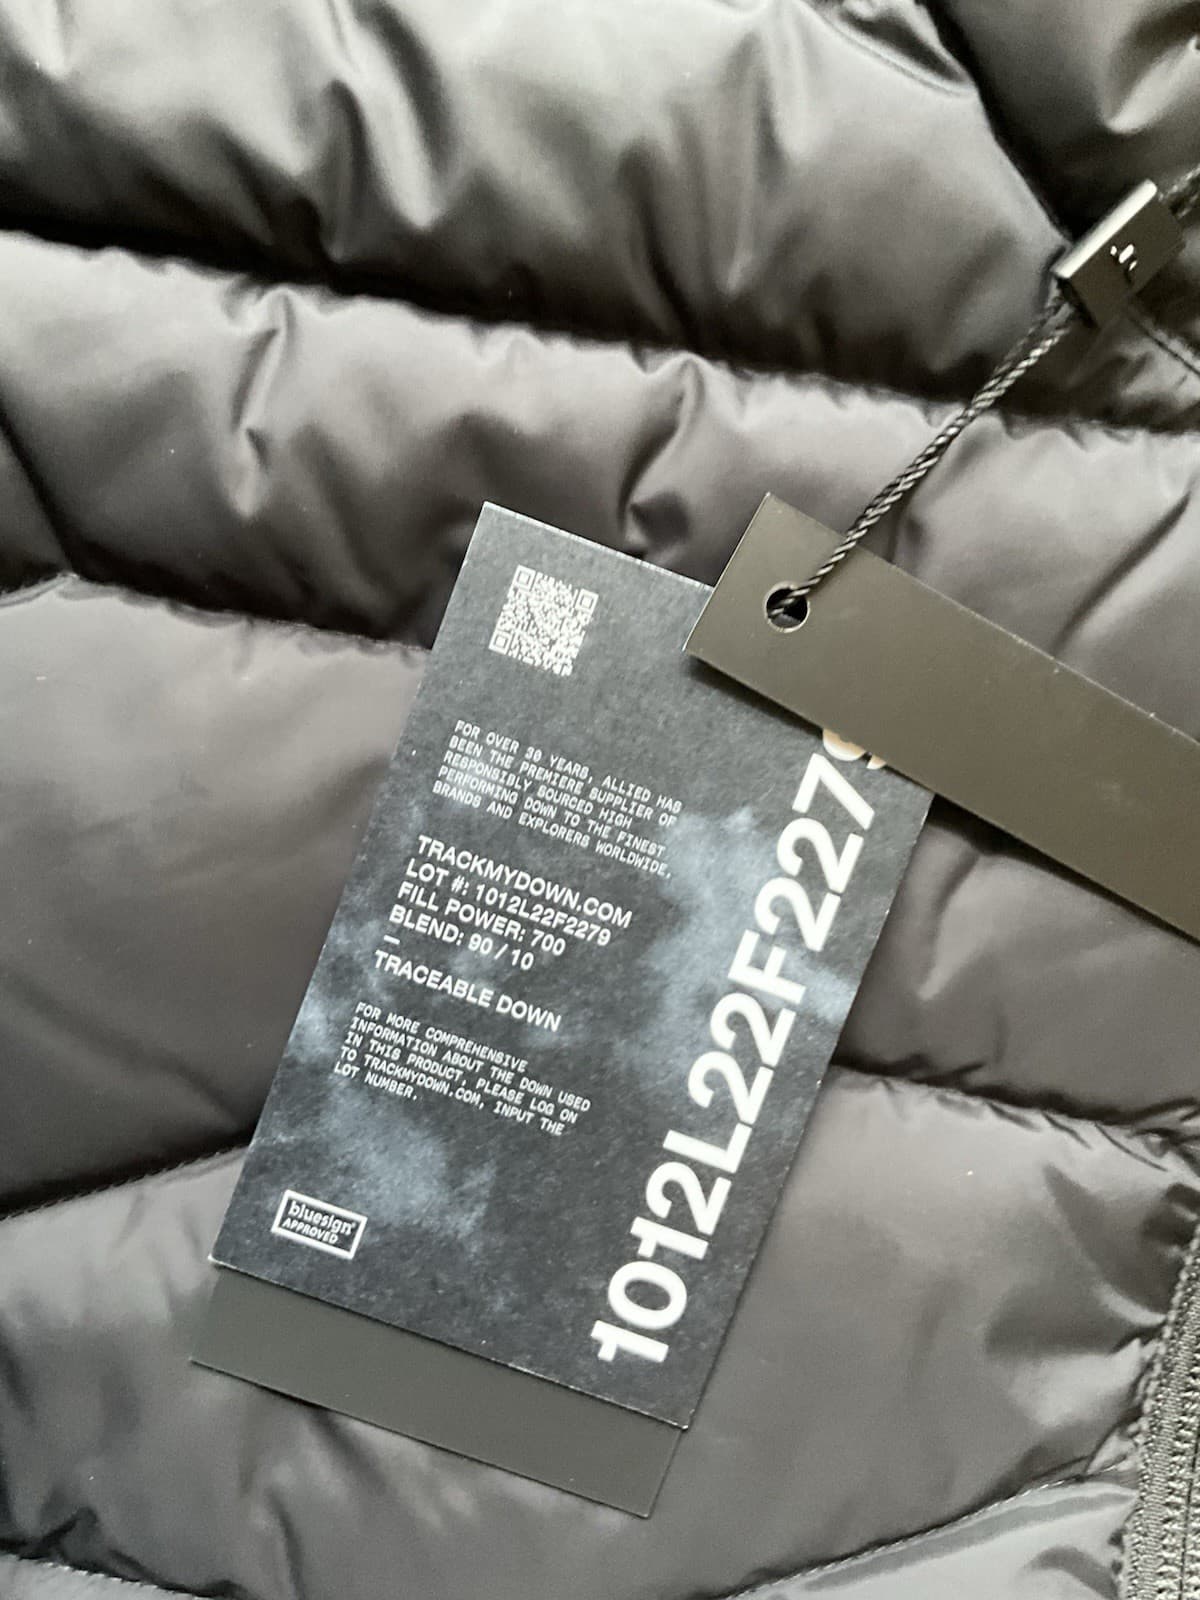 FOR OVER 30 YEARS, ALLIED HAS
BEEN THE PREMIERE SUPPLIER OF
RESPONSIBLY SOURCED HIGH
PERFORMING DOWN TO THE FINEST
BRANDS AND EXPLORERS WORLDWIDE.
TRACKMYDOWN.COM
LOT #: 1012L22F2279
FILL POWER: 700
BLEND: 90 / 10
—
TRACEABLE DOWN
FOR MORE COMPREHENSIVE
INFORMATION ABOUT THE DOWN USED
IN THIS PRODUCT, PLEASE LOG ON
TO TRACKMYDOWN.COM, INPUT THE
LOT NUMBER.
bluesign®
APPROVED
1012L22F2279